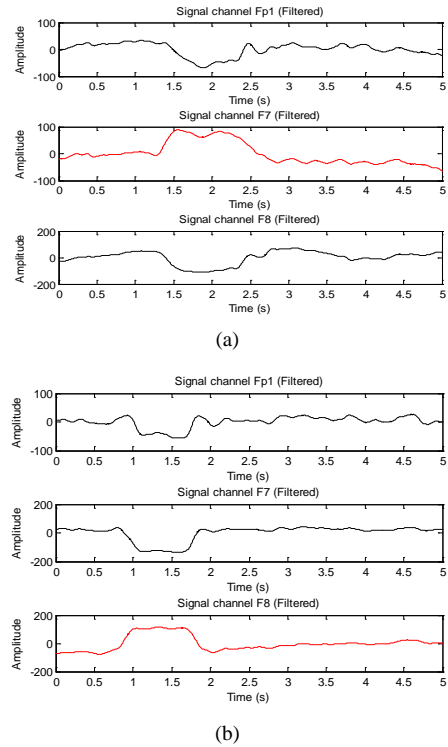 Signal channel Fp1 (Filtered)
100
0
-100
Amplitude
0 0.5 1 1.5 2 2.5 3 3.5 4 4.5 5
Time (s)
Signal channel F7 (Filtered)
100
0
-100
Amplitude
0 0.5 1 1.5 2 2.5 3 3.5 4 4.5 5
Time (s)
Signal channel F8 (Filtered)
200
0
-200
Amplitude
0 0.5 1 1.5 2 2.5 3 3.5 4 4.5 5
Time (s)
(a)
Signal channel Fp1 (Filtered)
100
0
-100
Amplitude
0 0.5 1 1.5 2 2.5 3 3.5 4 4.5 5
Time (s)
Signal channel F7 (Filtered)
200
0
-200
Amplitude
0 0.5 1 1.5 2 2.5 3 3.5 4 4.5 5
Time (s)
Signal channel F8 (Filtered)
200
0
-200
Amplitude
0 0.5 1 1.5 2 2.5 3 3.5 4 4.5 5
Time (s)
(b)